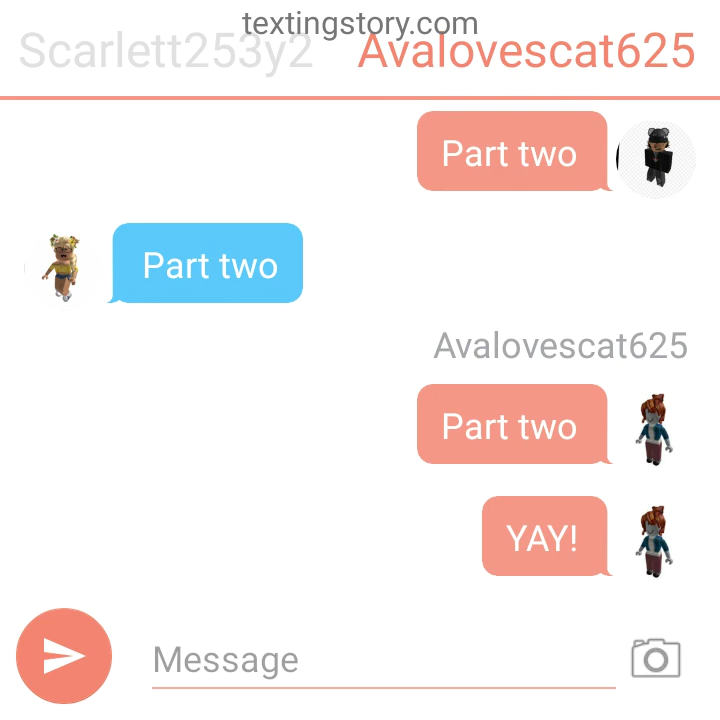 textingstory.com
Scarlett253y2 Avalovescat625
Part two
Part two
Avalovescat625
Part two
YAY!
Message